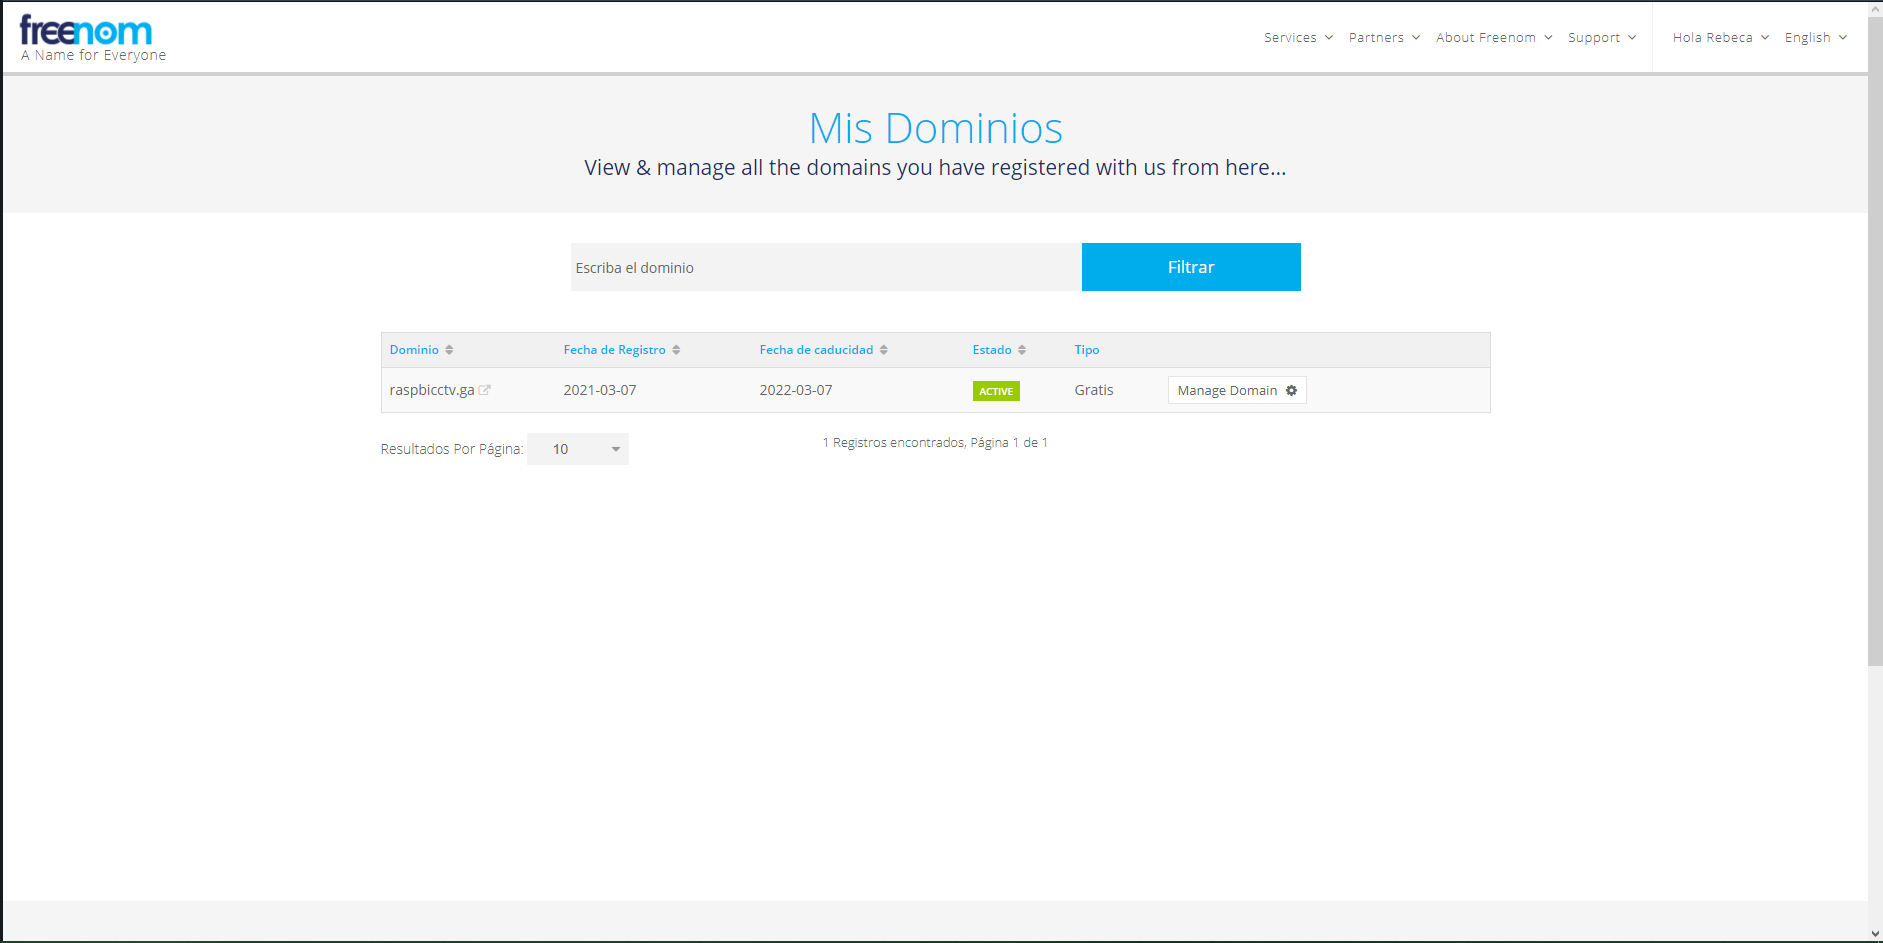 freenom
A Name for Everyone
Services Partners About Freenom Support Hola Rebeca English
Mis Dominios
View & manage all the domains you have registered with us from here...
Escriba el dominio Filtrar
Dominio Fecha de Registro Fecha de caducidad Estado Tipo
raspbicctv.ga 2021-03-07 2022-03-07 ACTIVE Gratis Manage Domain
Resultados Por Página: 10 1 Registros encontrados, Página 1 de 1